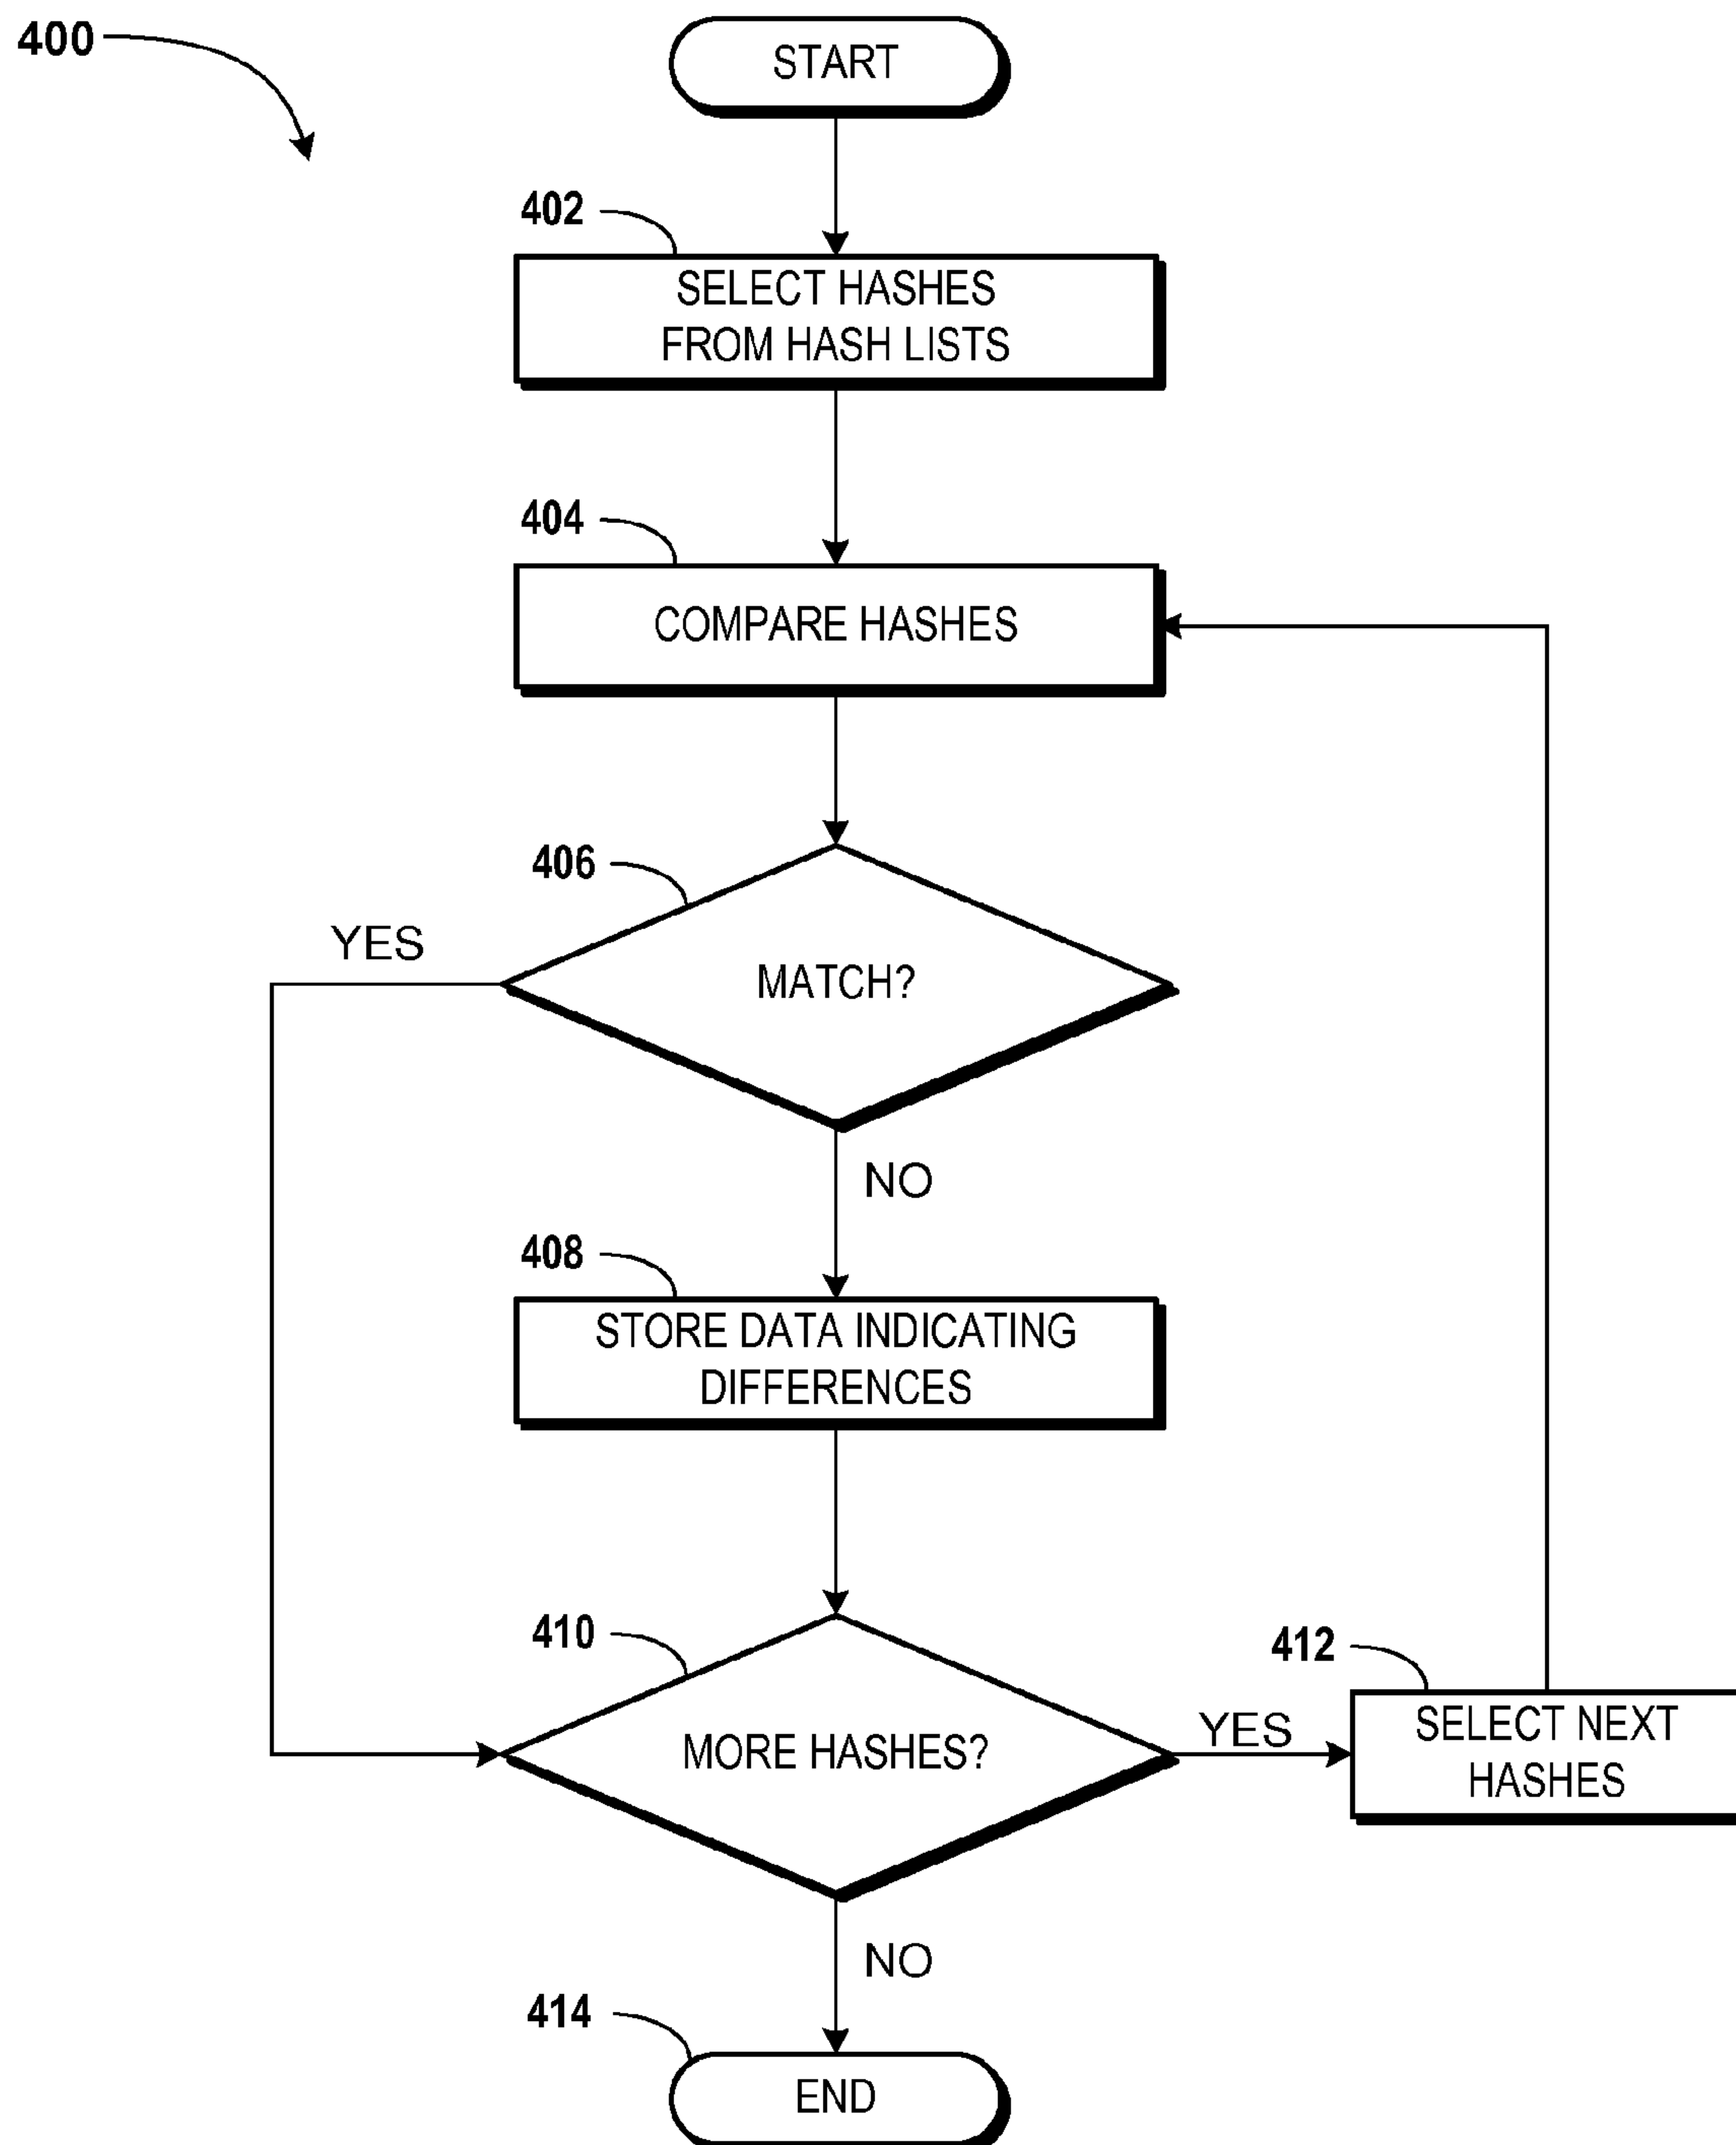 400
START
402
SELECT HASHES
FROM HASH LISTS
404
COMPARE HASHES
406
YES
MATCH?
NO
408
STORE DATA INDICATING
DIFFERENCES
410
412
MORE HASHES?
YES
SELECT NEXT
HASHES
NO
414
END